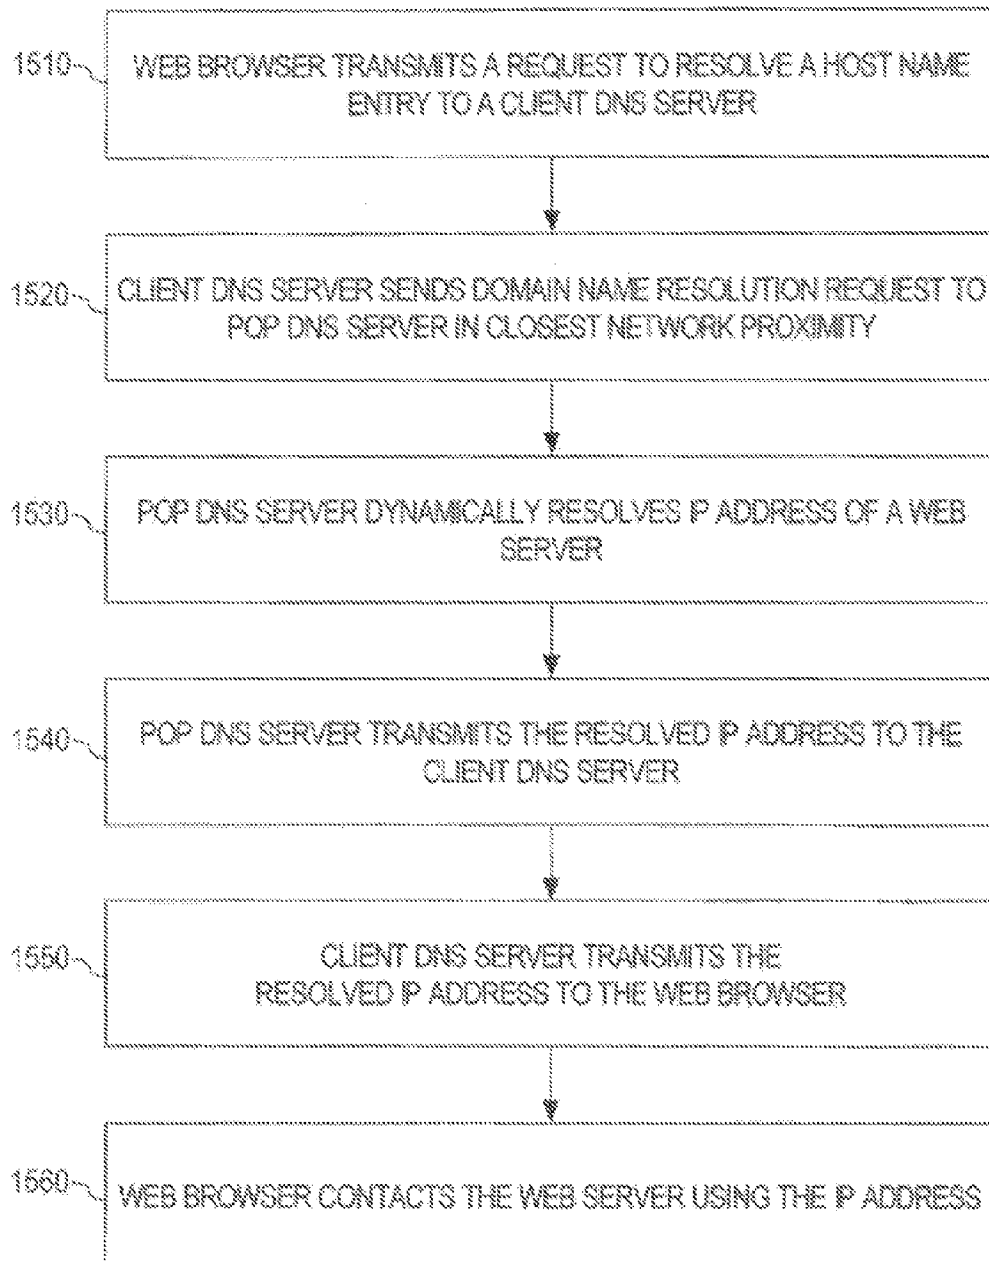 1510
WEB BROWSER TRANSMITS A REQUEST TO RESOLVE A HOST NAME
ENTRY TO A CLIENT DNS SERVER
1520
CLIENT DNS SERVER SENDS DOMAIN NAME RESOLUTION REQUEST TO
POP DNS SERVER IN CLOSEST NETWORK PROXIMITY
1530
POP DNS SERVER DYNAMICALLY RESOLVES IP ADDRESS OF A WEB
SERVER
1540
POP DNS SERVER TRANSMITS THE RESOLVED IP ADDRESS TO THE
CLIENT DNS SERVER
1550
CLIENT DNS SERVER TRANSMITS THE
RESOLVED IP ADDRESS TO THE WEB BROWSER
1560
WEB BROWSER CONTACTS THE WEB SERVER USING THE IP ADDRESS